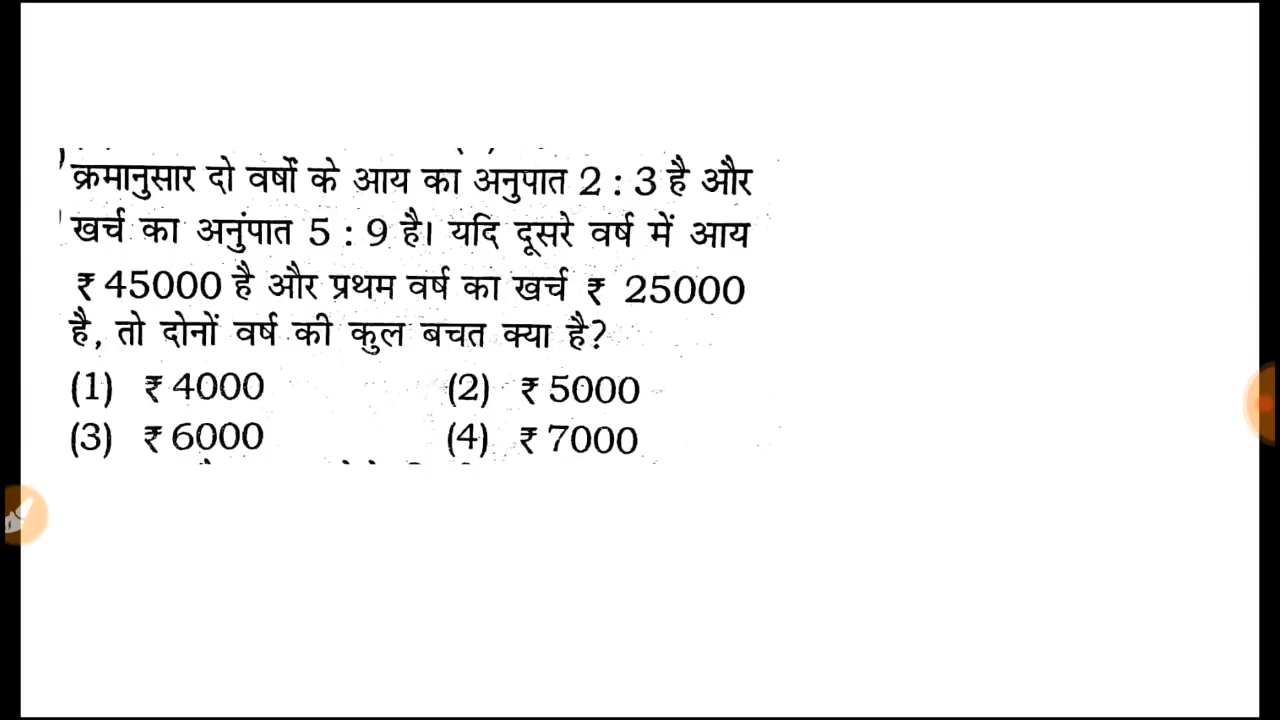 क्रमानुसार दो वर्षों के आय का अनुपात 2 : 3 है और
खर्च का अनुंपात 5 : 9 है। यदि दूसरे वर्ष में आय
₹ 45000 है और प्रथम वर्ष का खर्च ₹ 25000
है, तो दोनों वर्ष की कुल बचत क्या है?
(1) ₹ 4000 (2) ₹ 5000
(3) ₹ 6000 (4) ₹ 7000